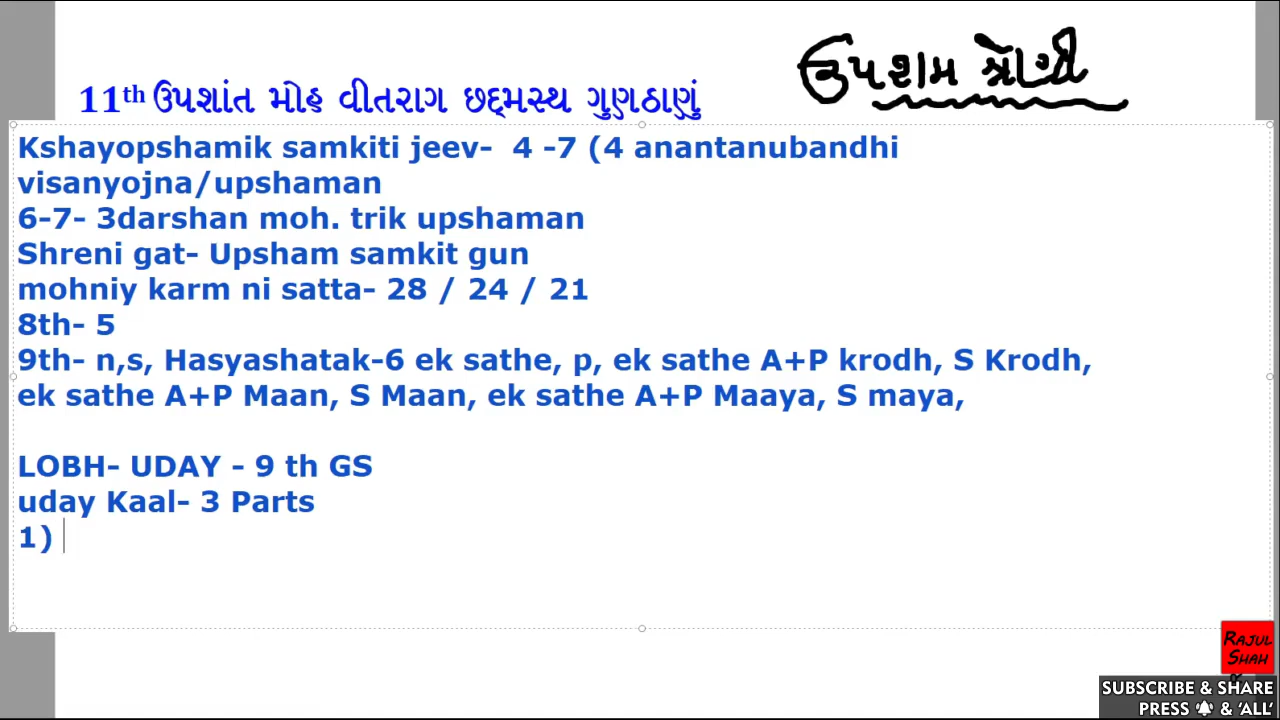 ઉપશમ શ્રેણી
11th ઉપશાંત મોહ વીતરાગ છદ્મસ્થ ગુણઠાણું
Kshayopshamik samkiti jeev-  4 -7 (4 anantanubandhi
visanyojna/upshaman
6-7- 3darshan moh. trik upshaman
Shreni gat- Upsham samkit gun
mohniy karm ni satta- 28 / 24 / 21
8th- 5
9th- n,s, Hasyashatak-6 ek sathe, p, ek sathe A+P krodh, S Krodh,
ek sathe A+P Maan, S Maan, ek sathe A+P Maaya, S maya,
LOBH- UDAY - 9 th GS
uday Kaal- 3 Parts
1)
RAJUL
SHAH
SUBSCRIBE & SHARE
PRESS & 'ALL'